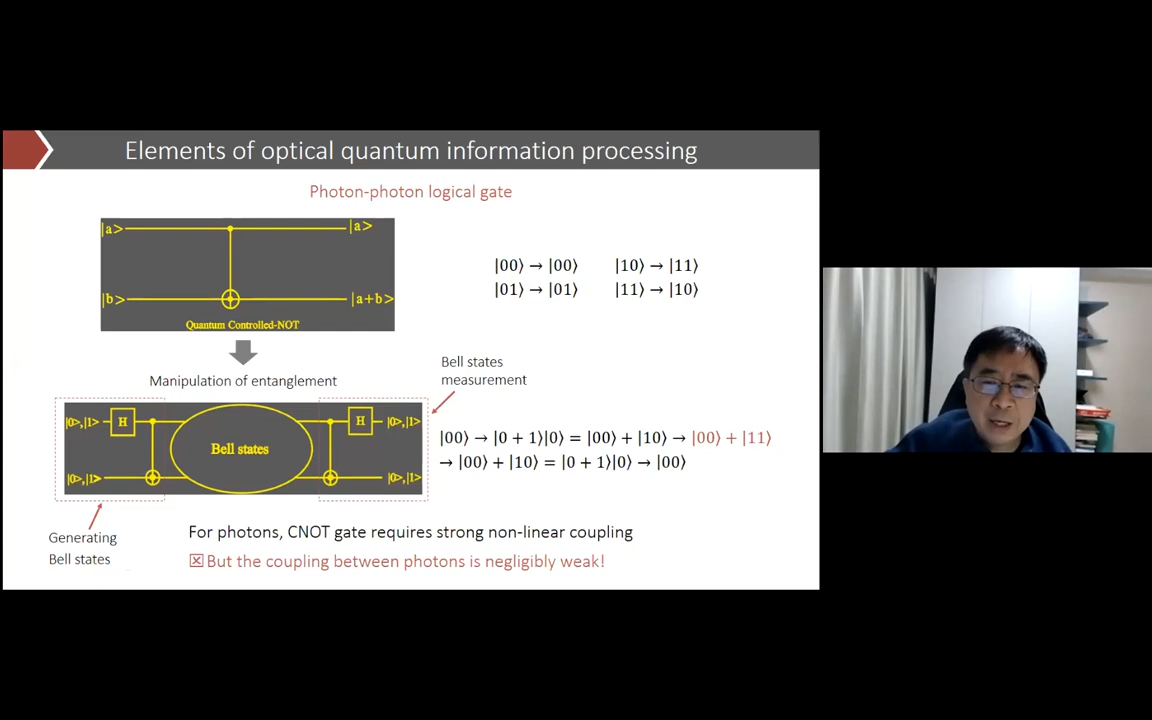 Elements of optical quantum information processing
Photon-photon logical gate
|a> |a>
|b> |a+b>
Quantum Controlled-NOT
|00⟩ → |00⟩ |10⟩ → |11⟩
|01⟩ → |01⟩ |11⟩ → |10⟩
Manipulation of entanglement
Bell states
measurement
|0>,|1> H H |0>,|1>
Bell states
|0>,|1> |0>,|1>
|00⟩ → |0 + 1⟩|0⟩ = |00⟩ + |10⟩ → |00⟩ + |11⟩
→ |00⟩ + |10⟩ = |0 + 1⟩|0⟩ → |00⟩
Generating
Bell states
For photons, CNOT gate requires strong non-linear coupling
☒ But the coupling between photons is negligibly weak!